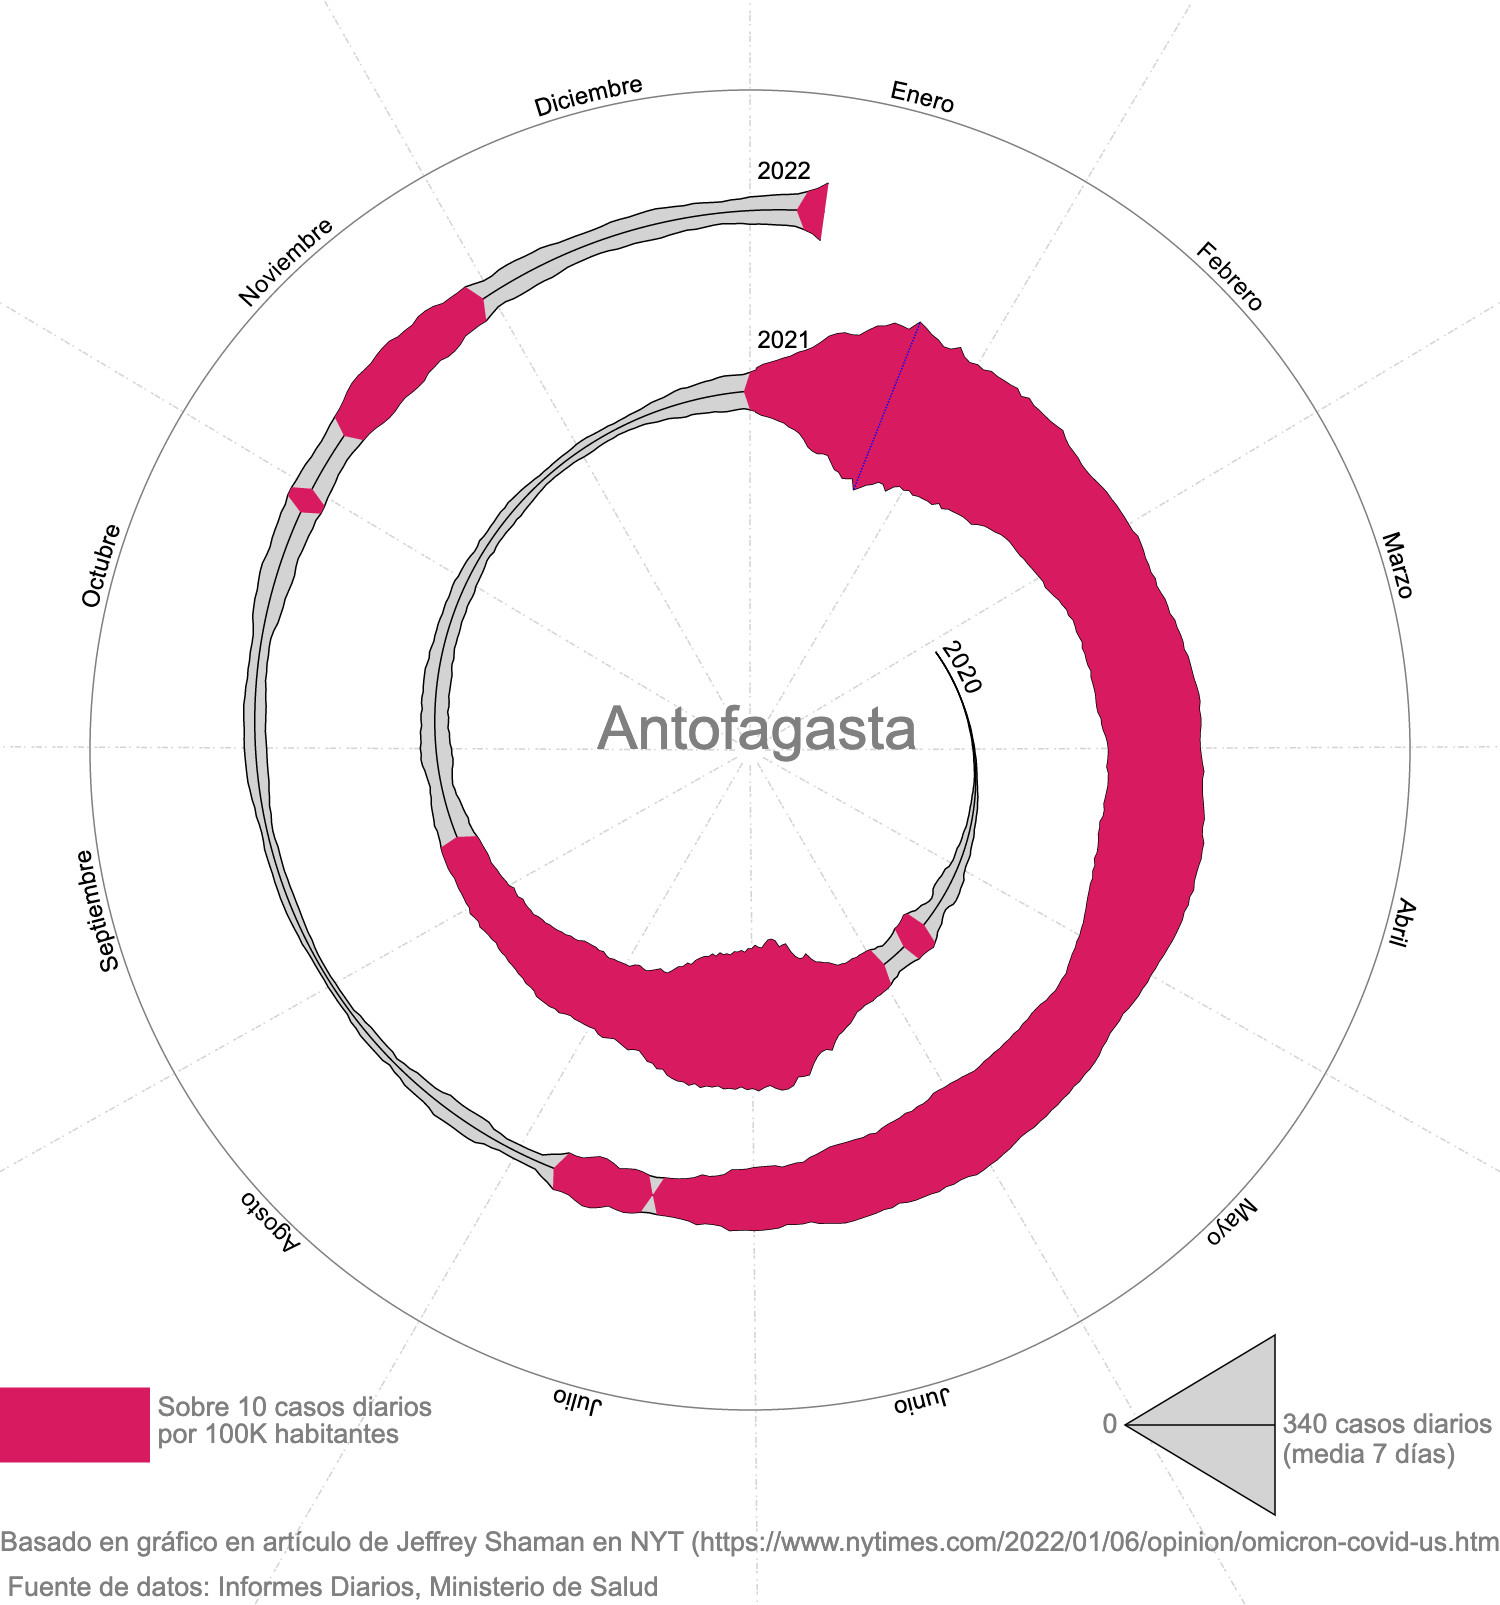 Diciembre
Enero
2022
Noviembre
Febrero
2021
Octubre
Marzo
2020
Antofagasta
Septiembre
Abril
Agosto
Mayo
Julio
Junio
Sobre 10 casos diarios
por 100K habitantes
0
340 casos diarios
(media 7 días)
Basado en gráfico en artículo de Jeffrey Shaman en NYT (https://www.nytimes.com/2022/01/06/opinion/omicron-covid-us.htm
Fuente de datos: Informes Diarios, Ministerio de Salud